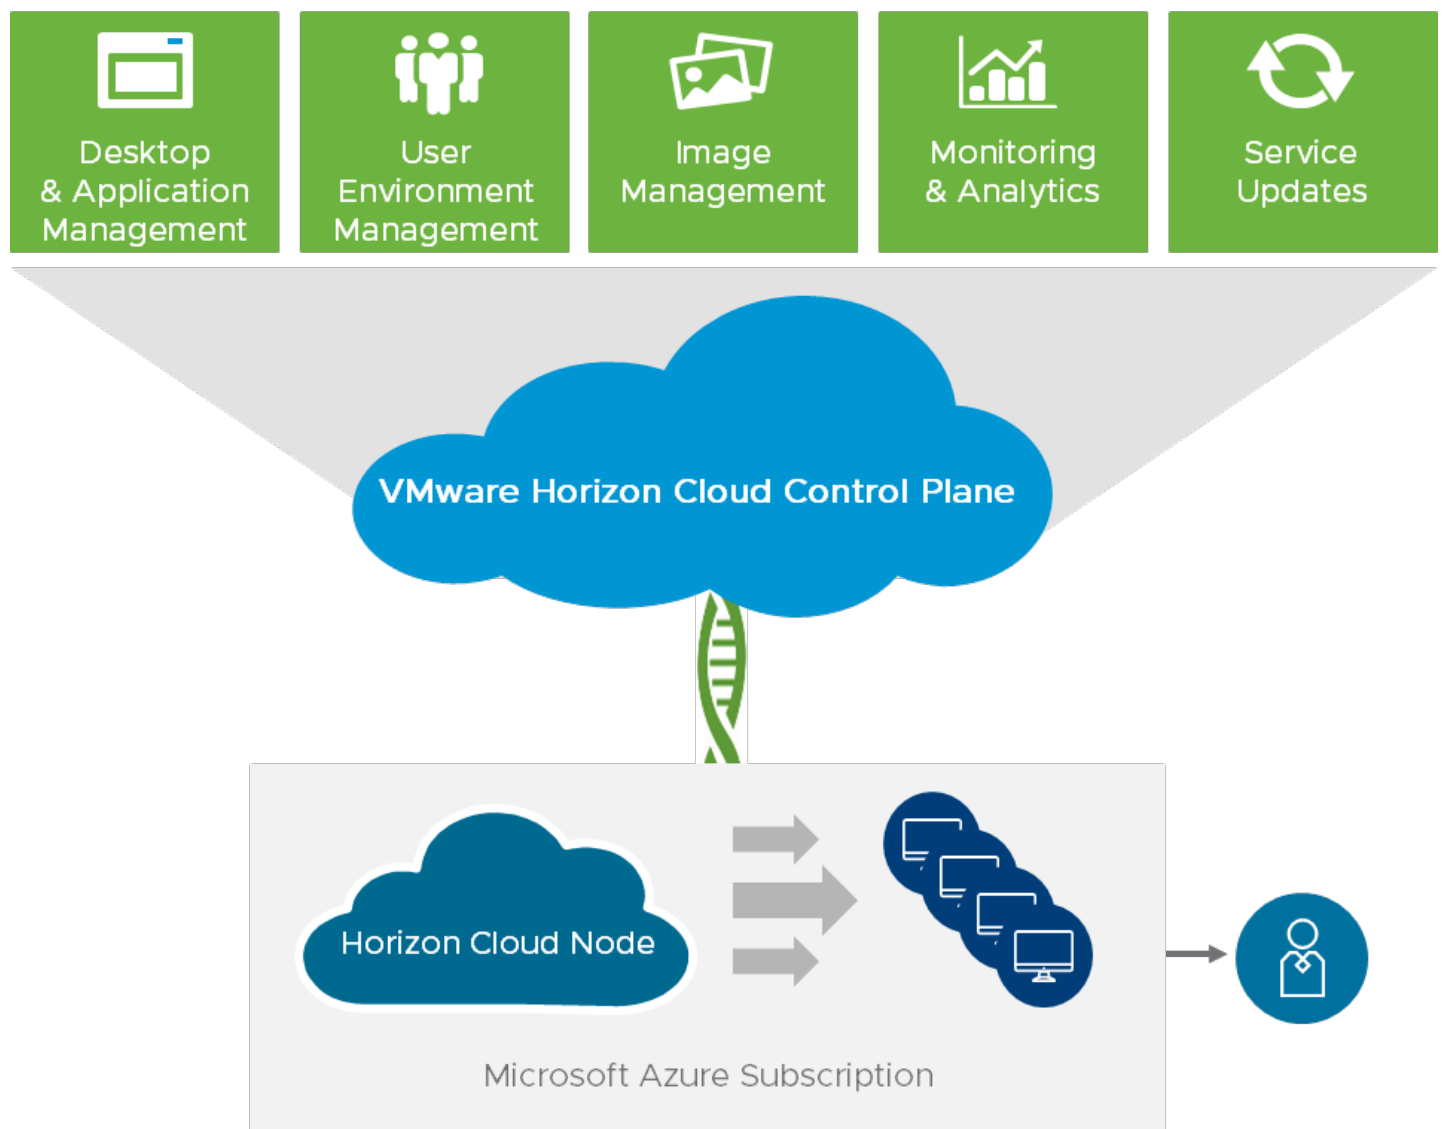 Desktop
& Application
Management
User
Environment
Management
Image
Management
Monitoring
& Analytics
Service
Updates
VMware Horizon Cloud Control Plane
Horizon Cloud Node
Microsoft Azure Subscription